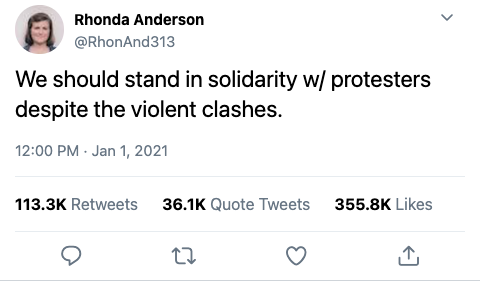 Rhonda Anderson
@RhonAnd313
We should stand in solidarity w/ protesters
despite the violent clashes.
12:00 PM · Jan 1, 2021
113.3K Retweets 36.1K Quote Tweets 355.8K Likes